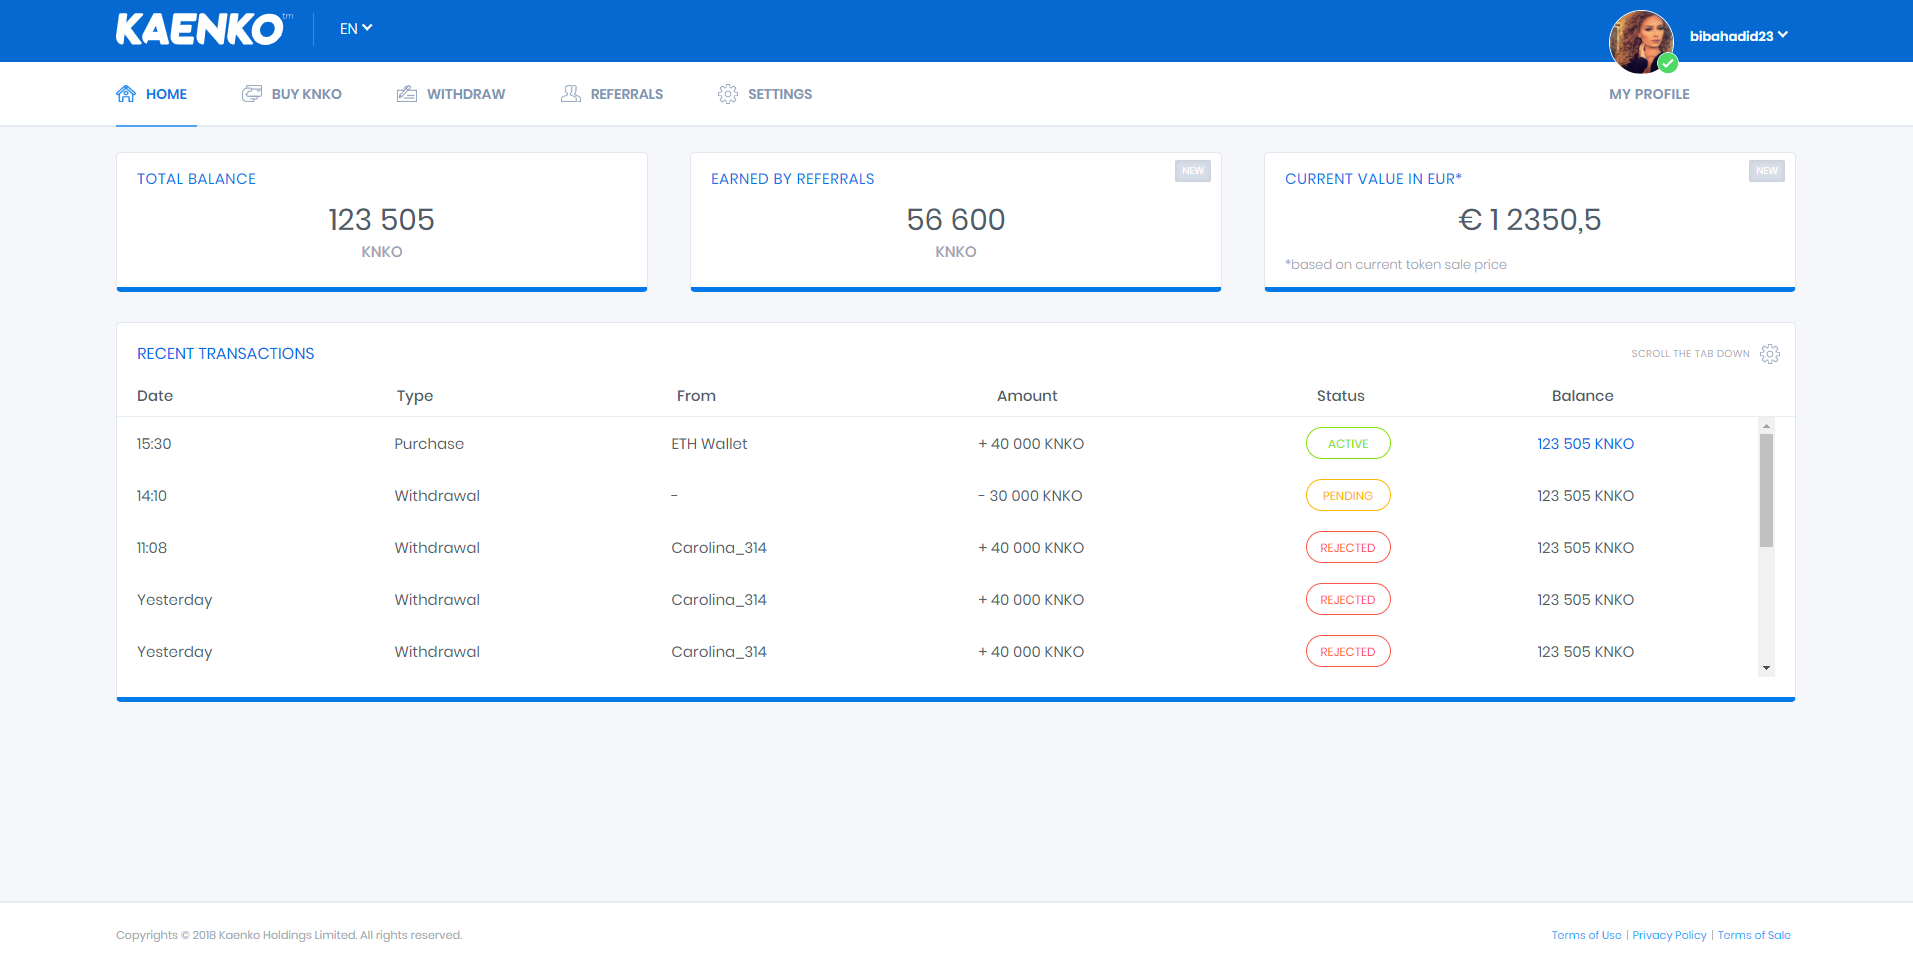 KAENKO tm
EN
bibahadid23
HOME
BUY KNKO
WITHDRAW
REFERRALS
SETTINGS
MY PROFILE
TOTAL BALANCE
123 505
KNKO
EARNED BY REFERRALS
NEW
56 600
KNKO
CURRENT VALUE IN EUR*
NEW
€ 1 2350,5
*based on current token sale price
RECENT TRANSACTIONS
SCROLL THE TAB DOWN
Date Type From Amount Status Balance
15:30 Purchase ETH Wallet + 40 000 KNKO ACTIVE 123 505 KNKO
14:10 Withdrawal - - 30 000 KNKO PENDING 123 505 KNKO
11:08 Withdrawal Carolina_314 + 40 000 KNKO REJECTED 123 505 KNKO
Yesterday Withdrawal Carolina_314 + 40 000 KNKO REJECTED 123 505 KNKO
Yesterday Withdrawal Carolina_314 + 40 000 KNKO REJECTED 123 505 KNKO
Copyrights © 2018 Kaenko Holdings Limited. All rights reserved.
Terms of Use | Privacy Policy | Terms of Sale